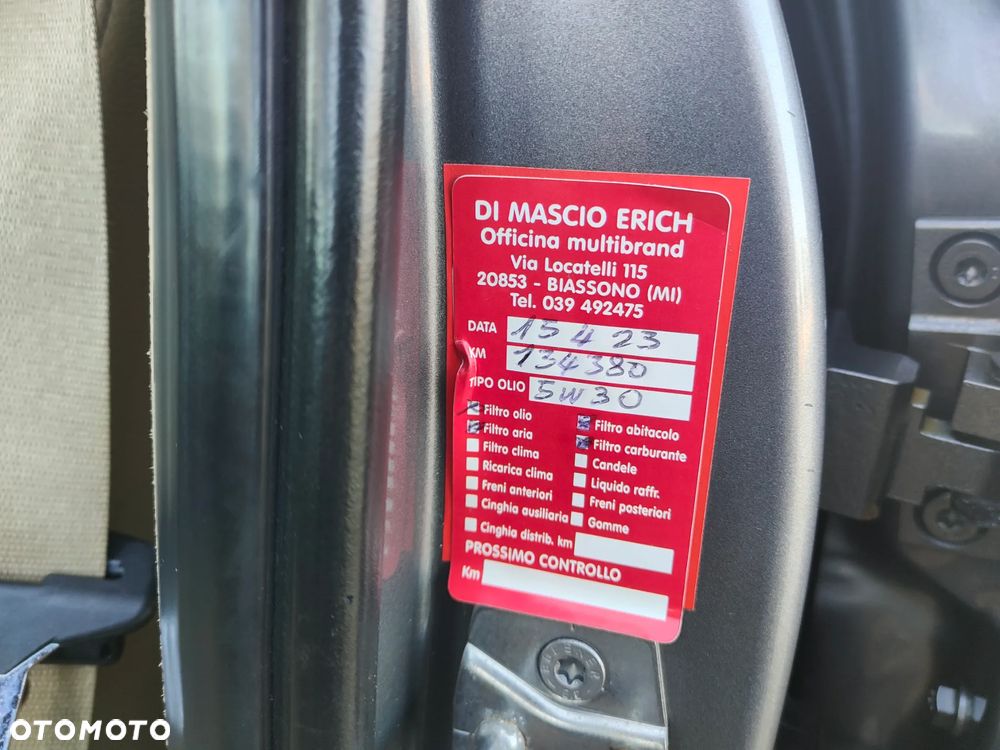 DI MASCIO ERICH
Officina multibrand
Via Locatelli 115
20853 - BIASSONO (MI)
Tel. 039 492475
DATA 15 4 23
KM 134380
TIPO OLIO 5W30
Filtro olio Filtro abitacolo
Filtro aria Filtro carburante
Filtro clima Candele
Ricarica clima Liquido raffr.
Freni anteriori Freni posteriori
Cinghia ausiliaria Gomme
Cinghia distrib. km
PROSSIMO CONTROLLO
Km
OTOMOTO